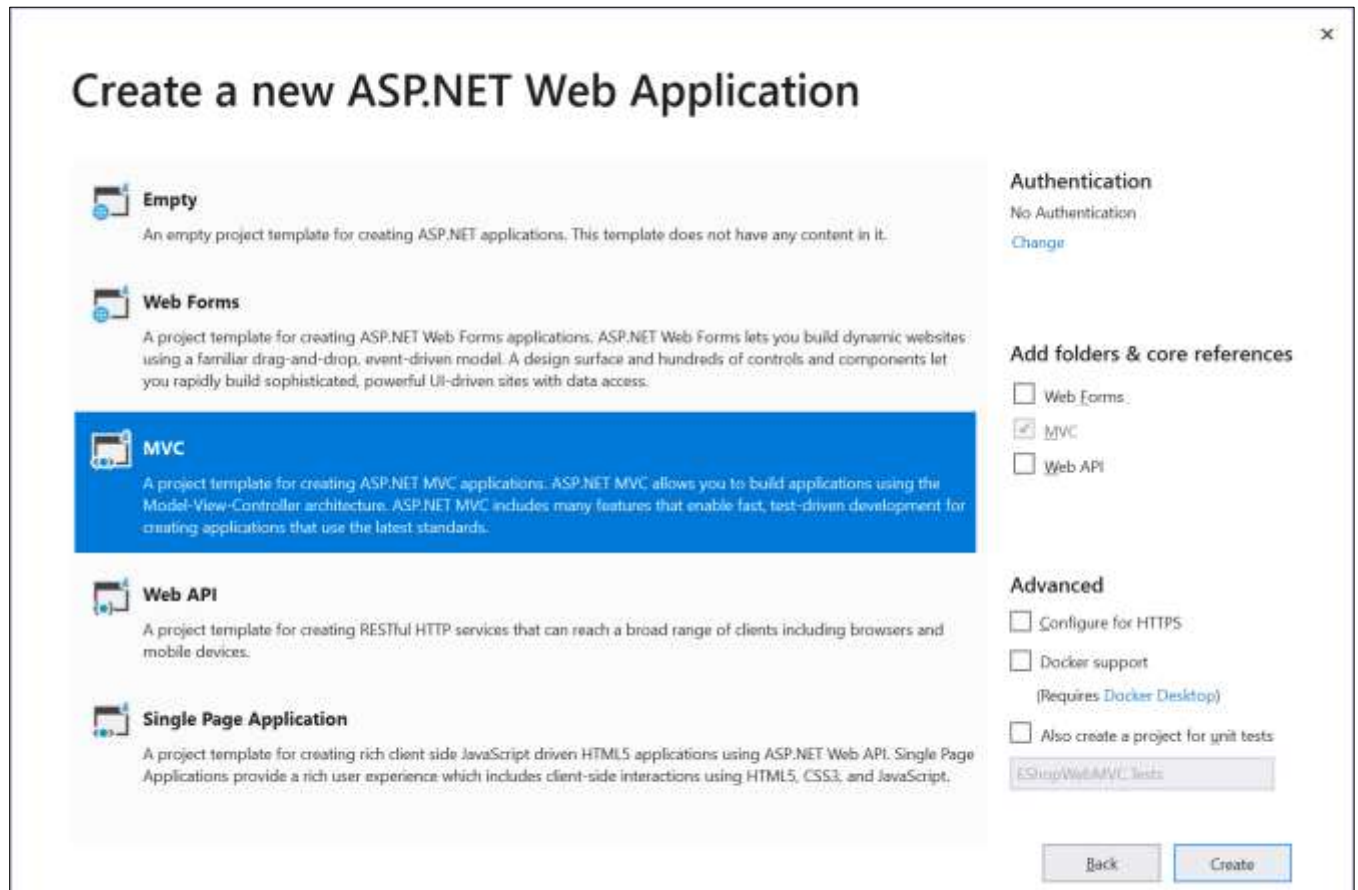 Create a new ASP.NET Web Application
Empty
An empty project template for creating ASP.NET applications. This template does not have any content in it.
Web Forms
A project template for creating ASP.NET Web Forms applications. ASP.NET Web Forms lets you build dynamic websites
using a familiar drag-and-drop, event-driven model. A design surface and hundreds of controls and components let
you rapidly build sophisticated, powerful UI-driven sites with data access.
MVC
A project template for creating ASP.NET MVC applications. ASP.NET MVC allows you to build applications using the
Model-View-Controller architecture. ASP.NET MVC includes many features that enable fast, test-driven development for
creating applications that use the latest standards.
Web API
A project template for creating RESTful HTTP services that can reach a broad range of clients including browsers and
mobile devices.
Single Page Application
A project template for creating rich client side JavaScript driven HTML5 applications using ASP.NET Web API. Single Page
Applications provide a rich user experience which includes client-side interactions using HTML5, CSS3, and JavaScript.
Authentication
No Authentication
Change
Add folders & core references
Web Forms
MVC
Web API
Advanced
Configure for HTTPS
Docker support
(Requires Docker Desktop)
Also create a project for unit tests
EShopWebMVC.Tests
Back
Create